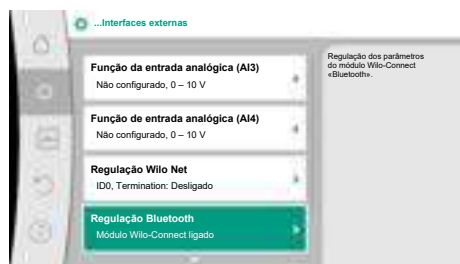 ...Interfaces externas
Função da entrada analógica (AI3)
Não configurado, 0 – 10 V
Função de entrada analógica (AI4)
Não configurado, 0 – 10 V
Regulação Wilo Net
ID0, Termination: Desligado
Regulação Bluetooth
Módulo Wilo-Connect ligado
Regulação dos parâmetros
do módulo Wilo-Connect
«Bluetooth».